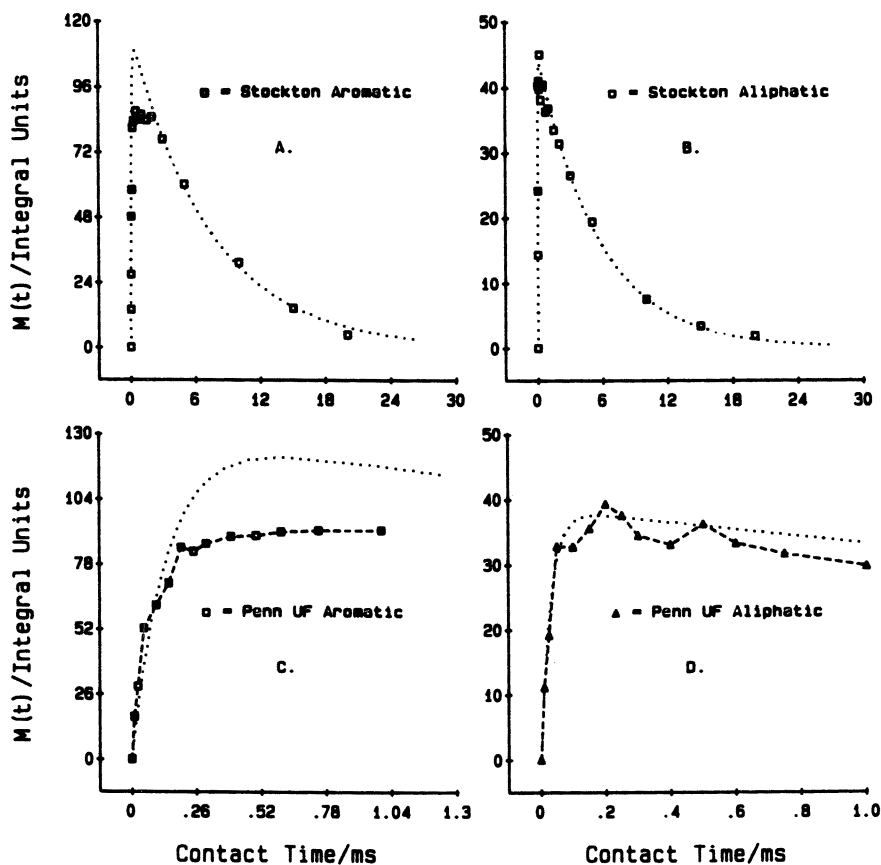 120
96
72
48
24
0
M(t)/Integral Units
= Stockton Aromatic
A.
0 6 12 18 24 30
50
40
30
20
10
0
= Stockton Aliphatic
B.
0 6 12 18 24 30
130
104
78
52
26
0
M(t)/Integral Units
= Penn UF Aromatic
C.
0 .26 .52 .78 1.04 1.3
Contact Time/ms
50
40
30
20
10
0
= Penn UF Aliphatic
D.
0 .2 .4 .6 .8 1.0
Contact Time/ms